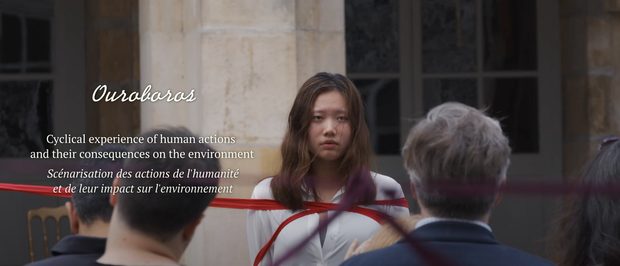 Ouroboros
Cyclical experience of human actions
and their consequences on the environment
Scénarisation des actions de l'humanité
et de leur impact sur l'environnement